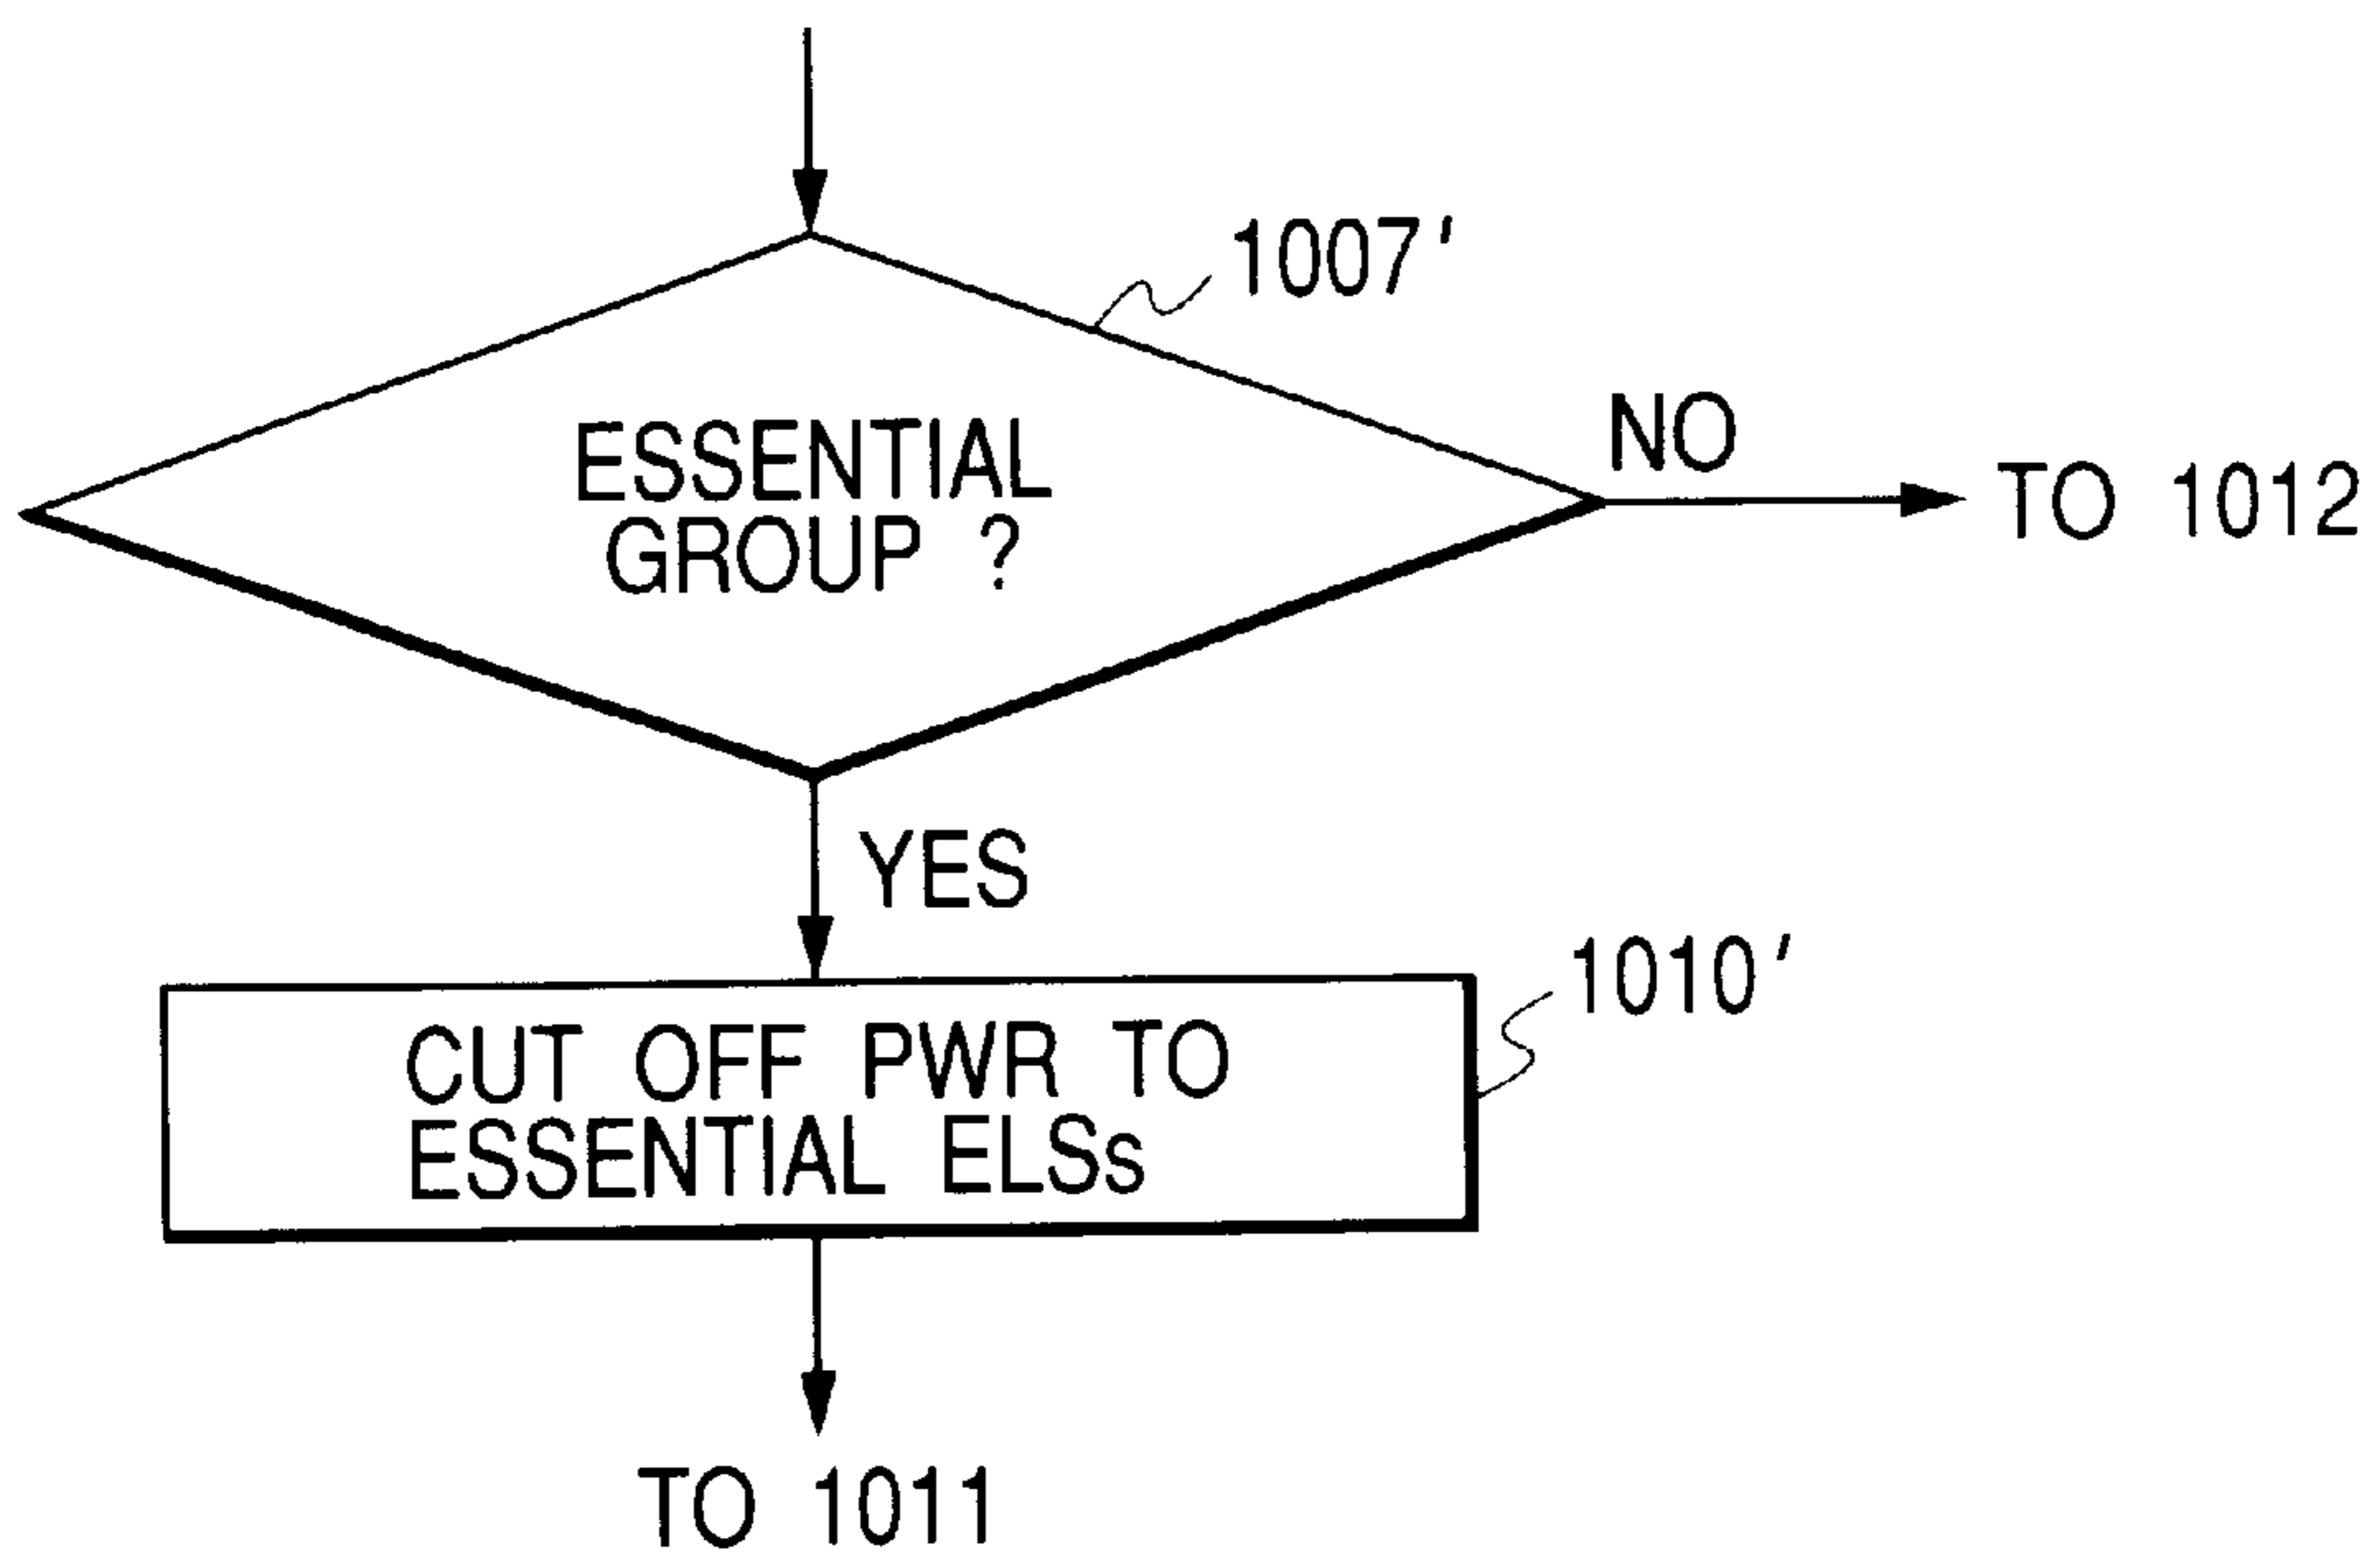 1007'
ESSENTIAL
GROUP ?
NO
TO 1012
YES
1010'
CUT OFF PWR TO
ESSENTIAL ELSs
TO 1011